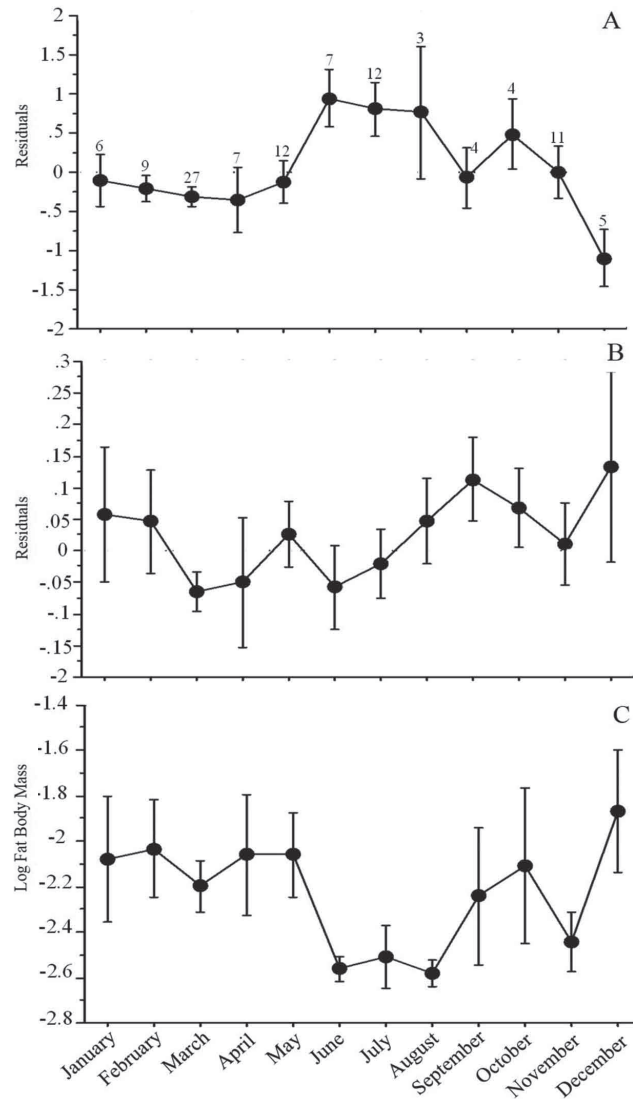 A
2
1.5
1
.5
0
-.5
-1
-1.5
-2
Residuals
6
9
27
7
12
7
12
3
4
4
11
5
B
.3
.25
.2
.15
.1
.05
0
-.05
-.1
-.15
-2
Residuals
C
-1.4
-1.6
-1.8
-2
-2.2
-2.4
-2.6
-2.8
Log Fat Body Mass
January
February
March
April
May
June
July
August
September
October
November
December